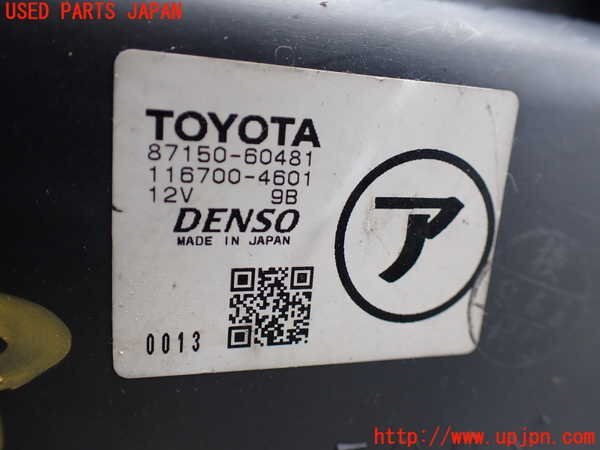 USED PARTS JAPAN
TOYOTA
87150-60481
116700-4601
12V 9B
DENSO
MADE IN JAPAN
ア
0013
http://www.upjpn.com/